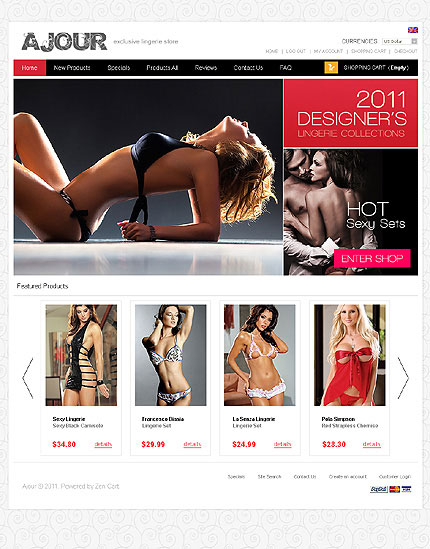 AJOUR exclusive lingerie store
CURRENCIES: US Dollar
HOME | LOG OUT | MY ACCOUNT | SHOPPING CART | CHECKOUT
Home New Products Specials Products All Reviews Contact Us FAQ SHOPPING CART: (Empty)
2011
DESIGNER'S
LINGERIE COLLECTIONS
HOT
Sexy Sets
ENTER SHOP
Featured Products
Sexy Lingerie
Sexy Black Camisole
$34.80 details
Francesca Bissia
Lingerie Set
$29.99 details
La Senza Lingerie
Lingerie Set
$24.99 details
Pela Simpson
Red Strapless Chemise
$23.30 details
Specials Site Search Contact Us Create an account Customer Login
Ajour © 2011. Powered by Zen Cart
PayPal VISA